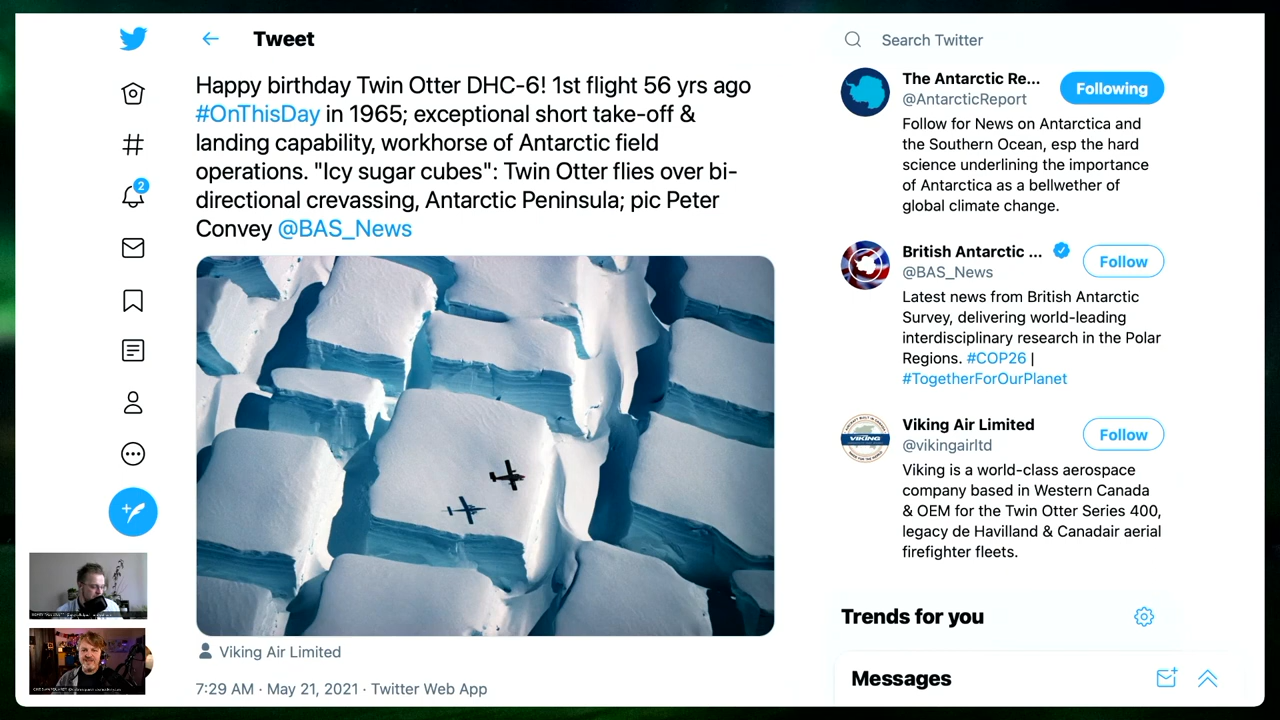 Tweet
Happy birthday Twin Otter DHC-6! 1st flight 56 yrs ago
#OnThisDay in 1965; exceptional short take-off &
landing capability, workhorse of Antarctic field
operations. "Icy sugar cubes": Twin Otter flies over bi-
directional crevassing, Antarctic Peninsula; pic Peter
Convey @BAS_News
Viking Air Limited
7:29 AM · May 21, 2021 · Twitter Web App
2
Search Twitter
The Antarctic Re...
@AntarcticReport
Following
Follow for News on Antarctica and
the Southern Ocean, esp the hard
science underlining the importance
of Antarctica as a bellwether of
global climate change.
British Antarctic ...
@BAS_News
Follow
Latest news from British Antarctic
Survey, delivering world-leading
interdisciplinary research in the Polar
Regions. #COP26 |
#TogetherForOurPlanet
Viking Air Limited
@vikingairltd
Follow
VIKING
Viking is a world-class aerospace
company based in Western Canada
& OEM for the Twin Otter Series 400,
legacy de Havilland & Canadair aerial
firefighter fleets.
Trends for you
Messages